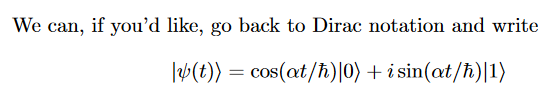 We can, if you’d like, go back to Dirac notation and write
|ψ(t)⟩ = cos(αt/ħ)|0⟩ + i sin(αt/ħ)|1⟩